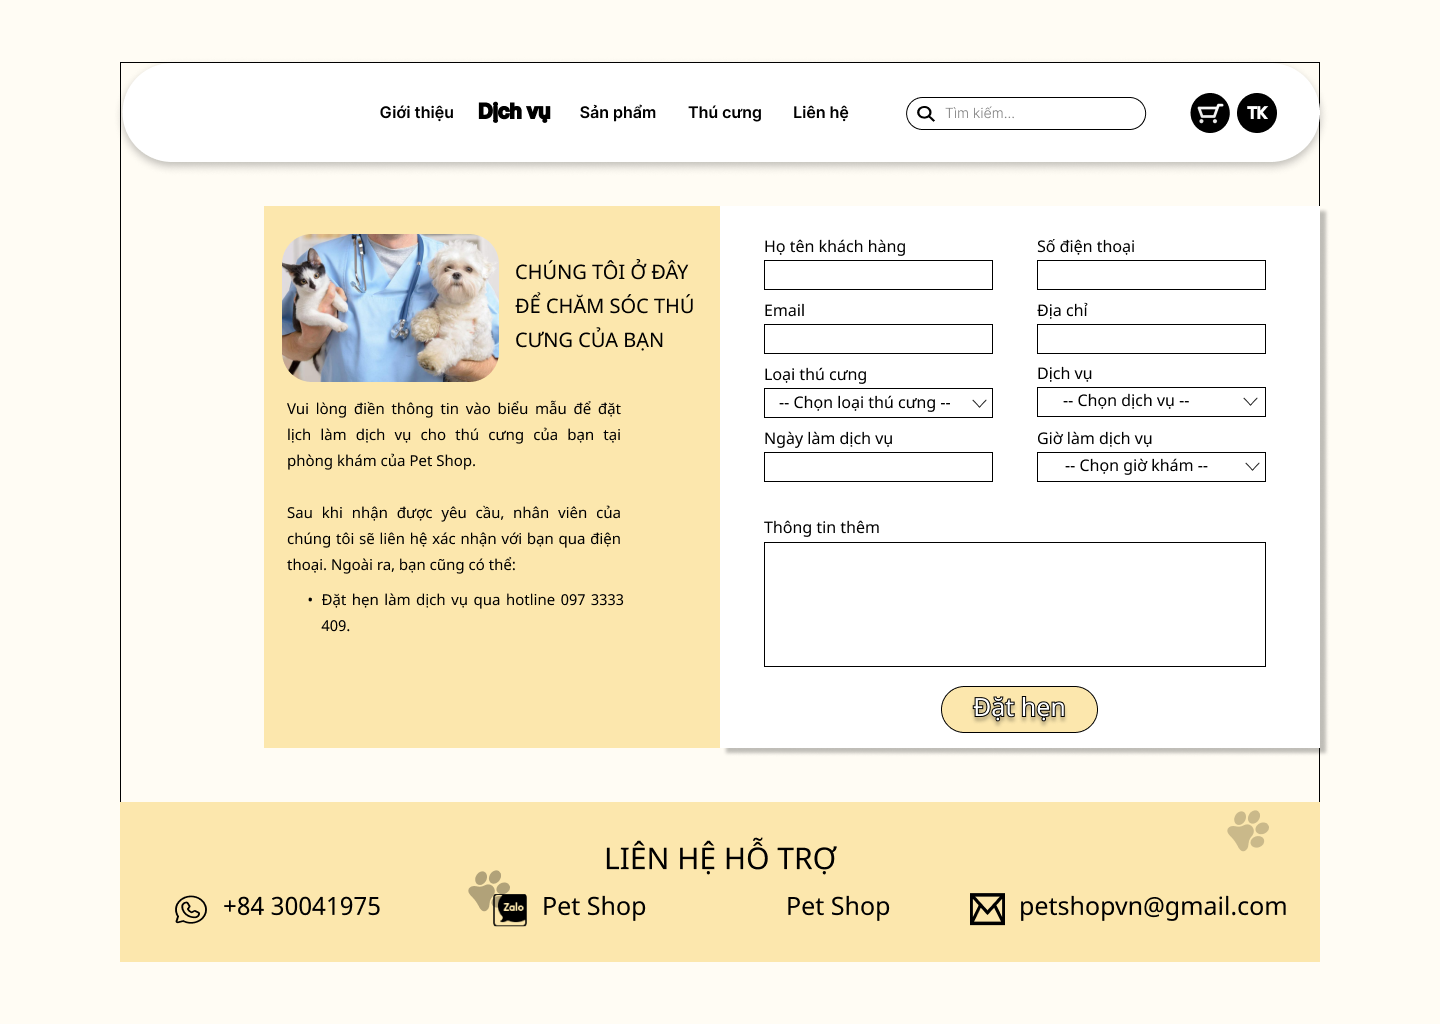 Giới thiệu Dịch vụ Sản phẩm Thú cưng Liên hệ Tìm kiếm... TK
CHÚNG TÔI Ở ĐÂY
ĐỂ CHĂM SÓC THÚ
CƯNG CỦA BẠN
Vui lòng điền thông tin vào biểu mẫu để đặt
lịch làm dịch vụ cho thú cưng của bạn tại
phòng khám của Pet Shop.
Sau khi nhận được yêu cầu, nhân viên của
chúng tôi sẽ liên hệ xác nhận với bạn qua điện
thoại. Ngoài ra, bạn cũng có thể:
• Đặt hẹn làm dịch vụ qua hotline 097 3333
409.
Họ tên khách hàng Số điện thoại
Email Địa chỉ
Loại thú cưng Dịch vụ
-- Chọn loại thú cưng -- -- Chọn dịch vụ --
Ngày làm dịch vụ Giờ làm dịch vụ
-- Chọn giờ khám --
Thông tin thêm
Đặt hẹn
LIÊN HỆ HỖ TRỢ
+84 30041975 Zalo Pet Shop Pet Shop petshopvn@gmail.com